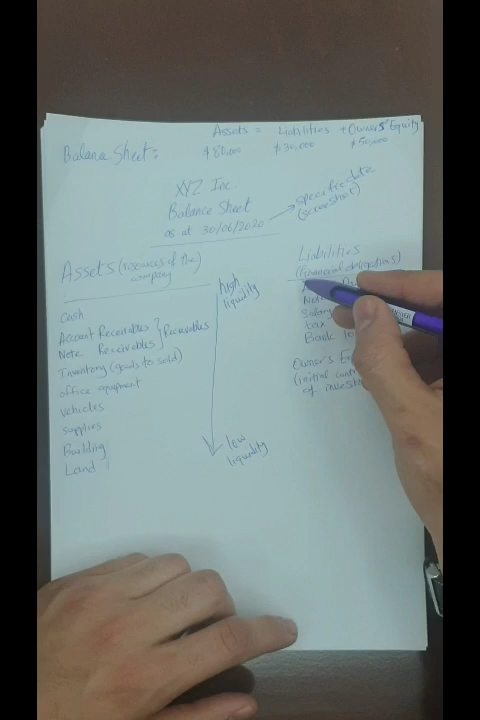 Assets = Liabilities + Owner's Equity
Balance Sheet:
$80,000 $30,000 $50,000
XYZ Inc
Balance Sheet
as at 30/06/2020
specific date
(screenshot)
Assets (resources of the
company)
high
liquidity
Cash
Account Receivables
Note Receivables
Receivables
Inventory (goods to sold)
office equipment
vehicles
supplies
Building
Land
low
liquidity
Liabilities
(financial obligations)
Note
Salary
tax
Bank
Owner's
(initial
of